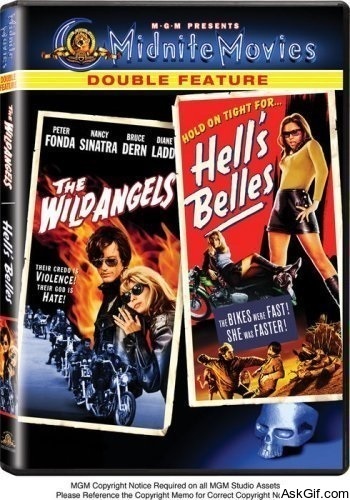 M·G·M PRESENTS
Midnite Movies
DOUBLE FEATURE
THE WILD ANGELS
Hell's Belles
PETER FONDA
NANCY SINATRA
BRUCE DERN
DIANE LADD
THE
WILD ANGELS
THEIR CREDO IS
VIOLENCE!
THEIR GOD IS
HATE!
HOLD ON TIGHT FOR...
Hell's
Belles
THE BIKES WERE FAST!
SHE WAS FASTER!
MGM Copyright Notice Required on all MGM Studio Assets
Please Reference the Copyright Memo for Correct Copyright
AskGif.com